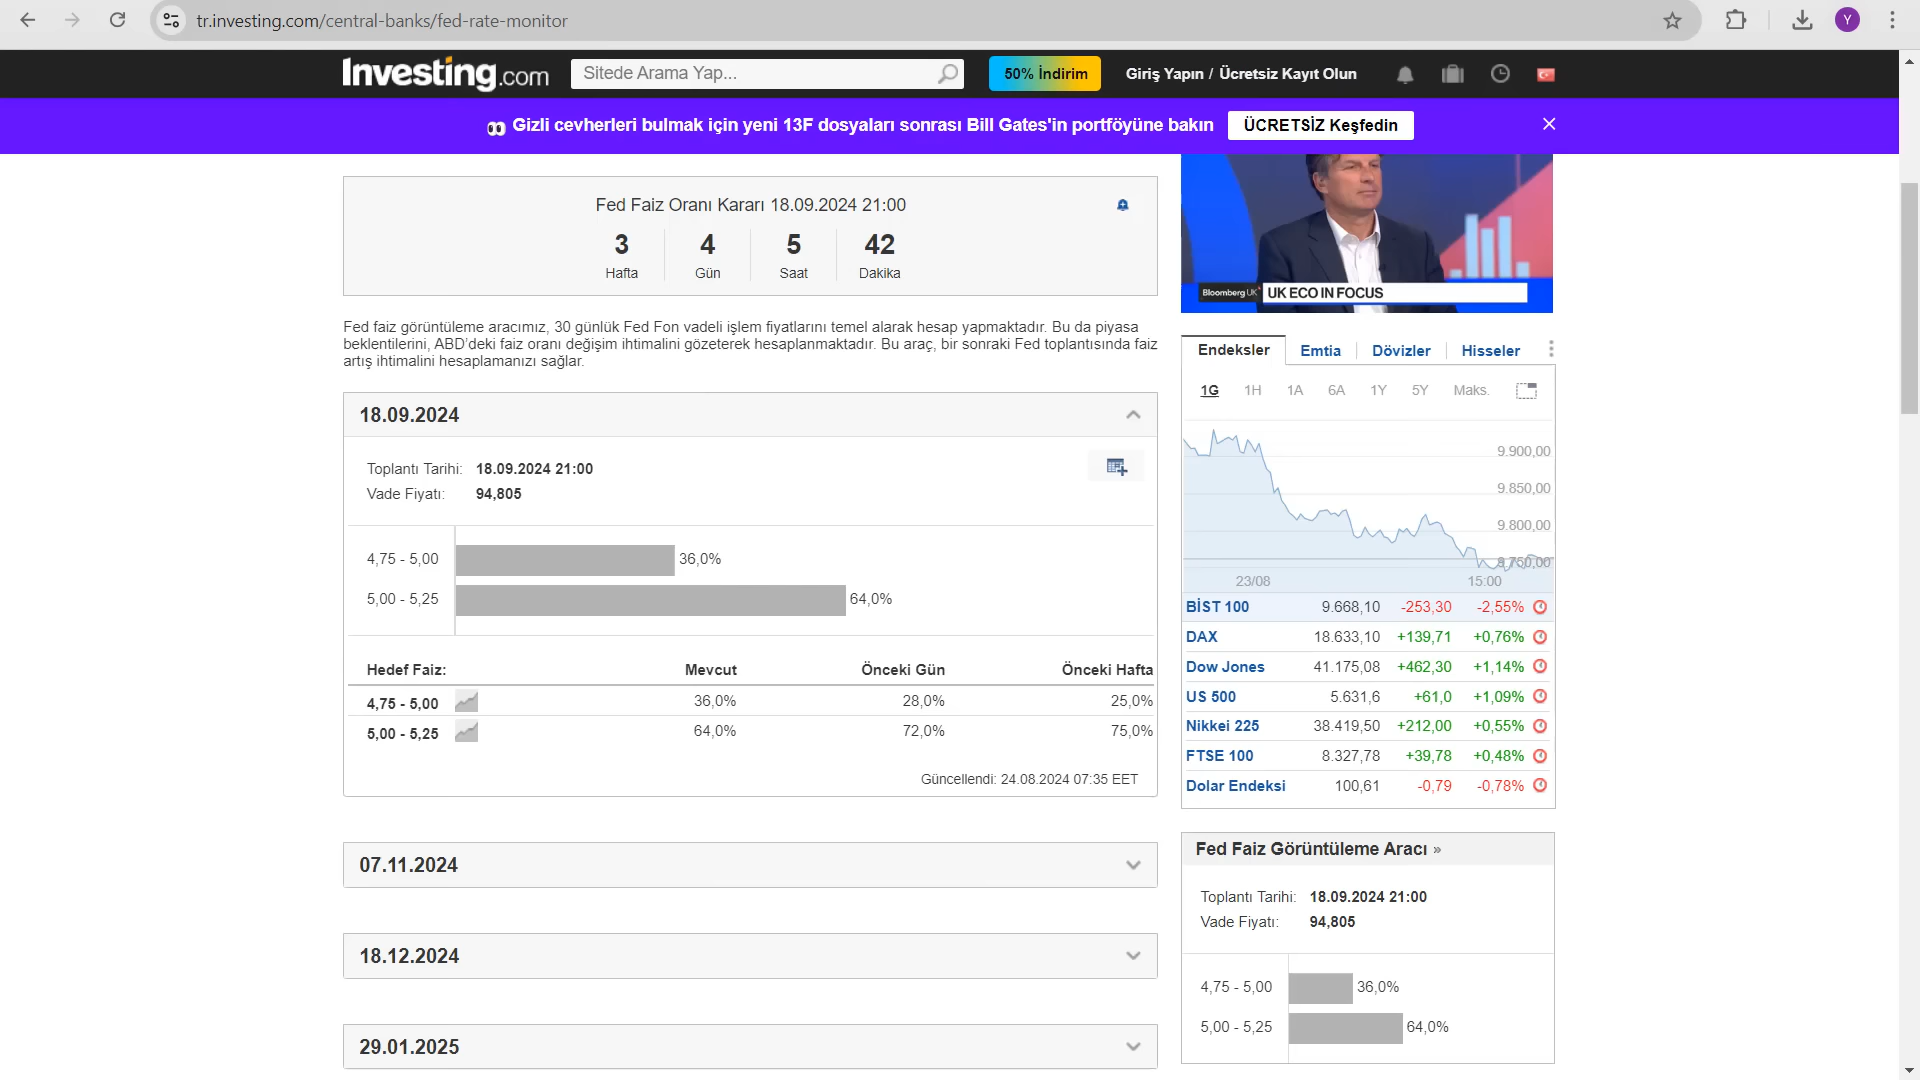 tr.investing.com/central-banks/fed-rate-monitor
Y
Investing.com
Sitede Arama Yap...
50% İndirim
Giriş Yapın / Ücretsiz Kayıt Olun
Gizli cevherleri bulmak için yeni 13F dosyaları sonrası Bill Gates'in portföyüne bakın
ÜCRETSİZ Keşfedin
Fed Faiz Oranı Kararı 18.09.2024 21:00
3 4 5 42
Hafta Gün Saat Dakika
Fed faiz görüntüleme aracımız, 30 günlük Fed Fon vadeli işlem fiyatlarını temel alarak hesap yapmaktadır. Bu da piyasa
beklentilerini, ABD'deki faiz oranı değişim ihtimalini gözeterek hesaplanmaktadır. Bu araç, bir sonraki Fed toplantısında faiz
artış ihtimalini hesaplamanızı sağlar.
18.09.2024
Toplantı Tarihi: 18.09.2024 21:00
Vade Fiyatı: 94,805
4,75 - 5,00 36,0%
5,00 - 5,25 64,0%
Hedef Faiz: Mevcut Önceki Gün Önceki Hafta
4,75 - 5,00 36,0% 28,0% 25,0%
5,00 - 5,25 64,0% 72,0% 75,0%
Güncellendi: 24.08.2024 07:35 EET
07.11.2024
18.12.2024
29.01.2025
Bloomberg UK UK ECO IN FOCUS
Endeksler Emtia Dövizler Hisseler
1G 1H 1A 6A 1Y 5Y Maks.
9.900,00
9.850,00
9.800,00
9.750,00
23/08 15:00
BİST 100 9.668,10 -253,30 -2,55%
DAX 18.633,10 +139,71 +0,76%
Dow Jones 41.175,08 +462,30 +1,14%
US 500 5.631,6 +61,0 +1,09%
Nikkei 225 38.419,50 +212,00 +0,55%
FTSE 100 8.327,78 +39,78 +0,48%
Dolar Endeksi 100,61 -0,79 -0,78%
Fed Faiz Görüntüleme Aracı »
Toplantı Tarihi: 18.09.2024 21:00
Vade Fiyatı: 94,805
4,75 - 5,00 36,0%
5,00 - 5,25 64,0%